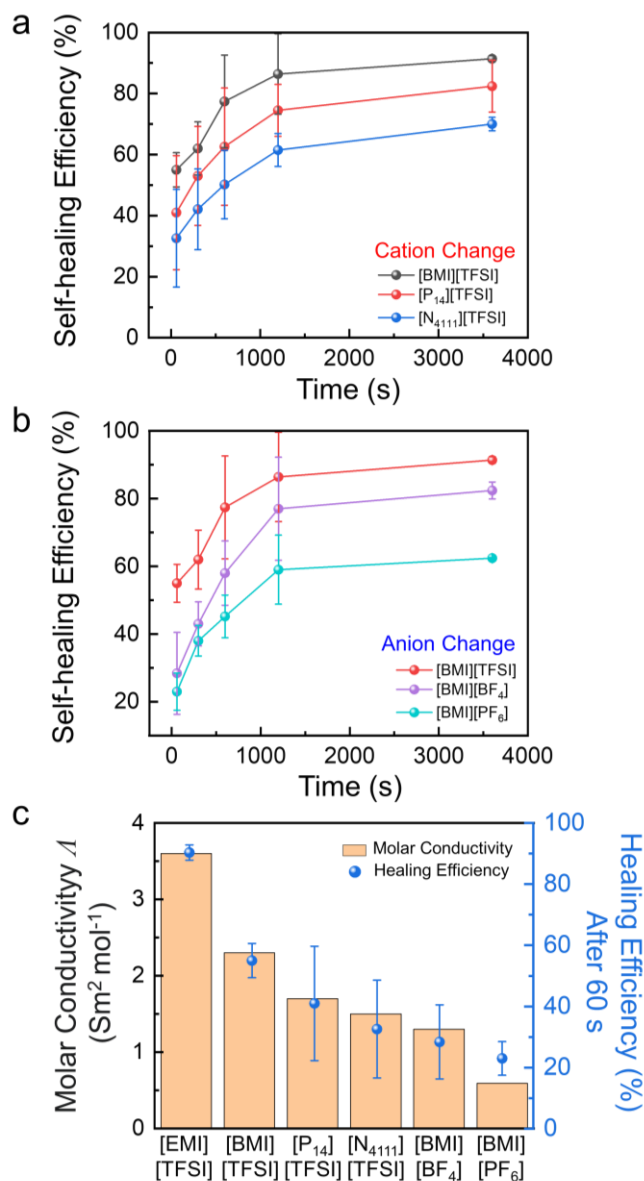 a
Self-healing Efficiency (%)
100
80
60
40
20
0
Cation Change
[BMI][TFSI]
[P₁₄][TFSI]
[N₄₁₁₁][TFSI]
0 1000 2000 3000 4000
Time (s)
b
Self-healing Efficiency (%)
100
80
60
40
20
Anion Change
[BMI][TFSI]
[BMI][BF₄]
[BMI][PF₆]
0 1000 2000 3000 4000
Time (s)
c
Molar Conductivityy Λ
(Sm² mol⁻¹)
4
3
2
1
0
Molar Conductivity
Healing Efficiency
100
80
60
40
20
0
Healing Efficiency
After 60 s (%)
[EMI] [BMI] [P₁₄] [N₄₁₁₁] [BMI] [BMI]
[TFSI] [TFSI] [TFSI] [TFSI] BF₄] [PF₆]